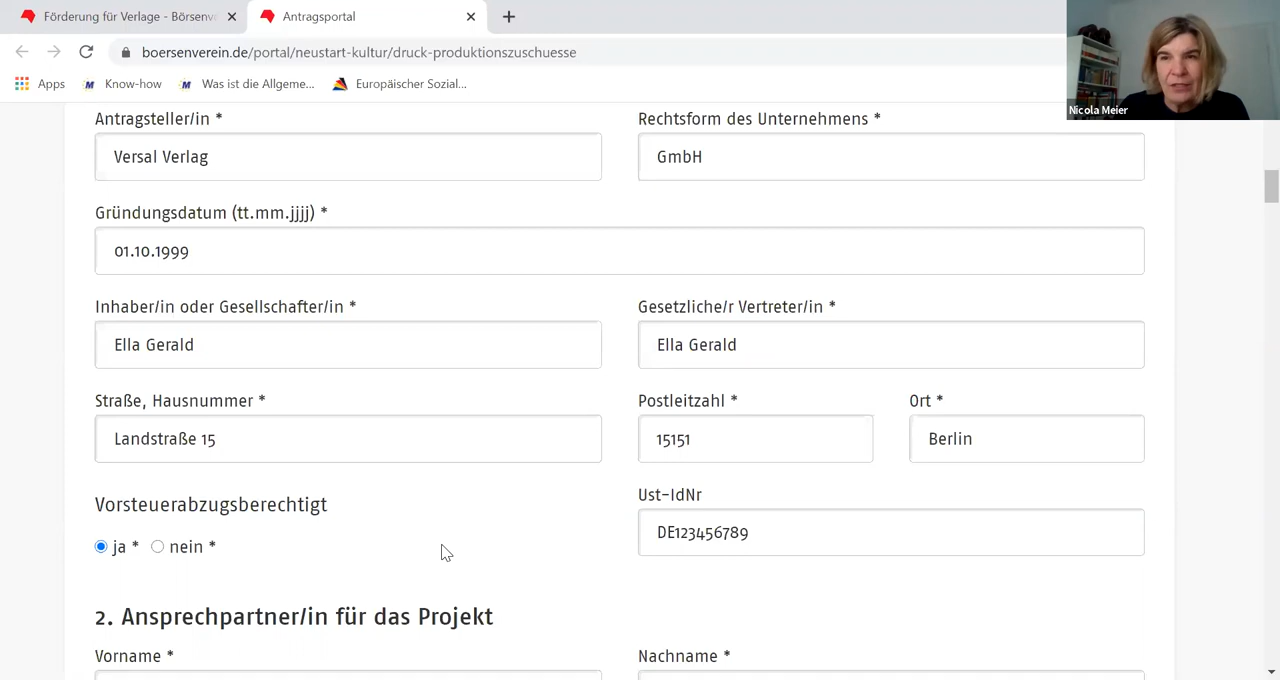 Förderung für Verlage - Börsenv
Antragsportal
boersenverein.de/portal/neustart-kultur/druck-produktionszuschuesse
Apps
Know-how
Was ist die Allgeme...
Europäischer Sozial...
Nicola Meier
Antragsteller/in *
Rechtsform des Unternehmens *
Versal Verlag
GmbH
Gründungsdatum (tt.mm.jjjj) *
01.10.1999
Inhaber/in oder Gesellschafter/in *
Gesetzliche/r Vertreter/in *
Ella Gerald
Ella Gerald
Straße, Hausnummer *
Postleitzahl *
Ort *
Landstraße 15
15151
Berlin
Vorsteuerabzugsberechtigt
Ust-IdNr
ja *
nein *
DE123456789
2. Ansprechpartner/in für das Projekt
Vorname *
Nachname *